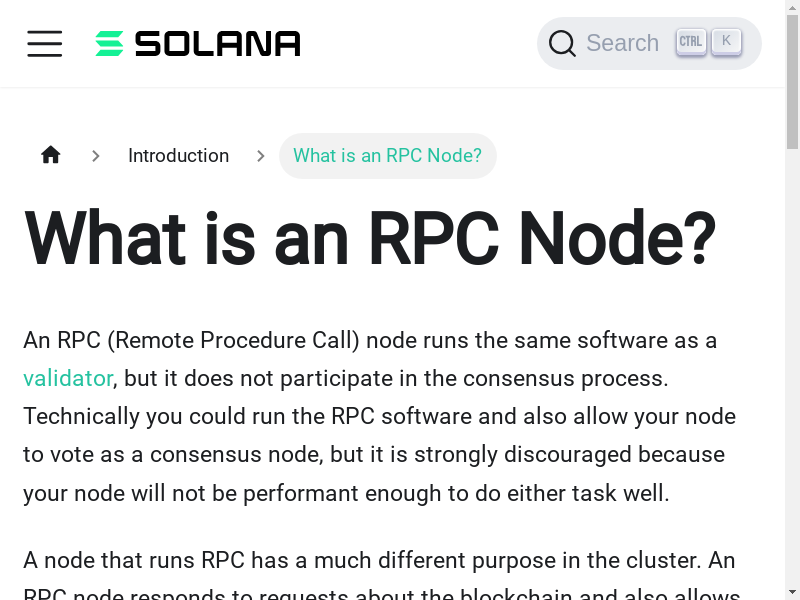 SOLANA
Search CTRL K
Introduction
What is an RPC Node?
What is an RPC Node?
An RPC (Remote Procedure Call) node runs the same software as a
validator, but it does not participate in the consensus process.
Technically you could run the RPC software and also allow your node
to vote as a consensus node, but it is strongly discouraged because
your node will not be performant enough to do either task well.
A node that runs RPC has a much different purpose in the cluster. An
RPC node responds to requests about the blockchain and also allows